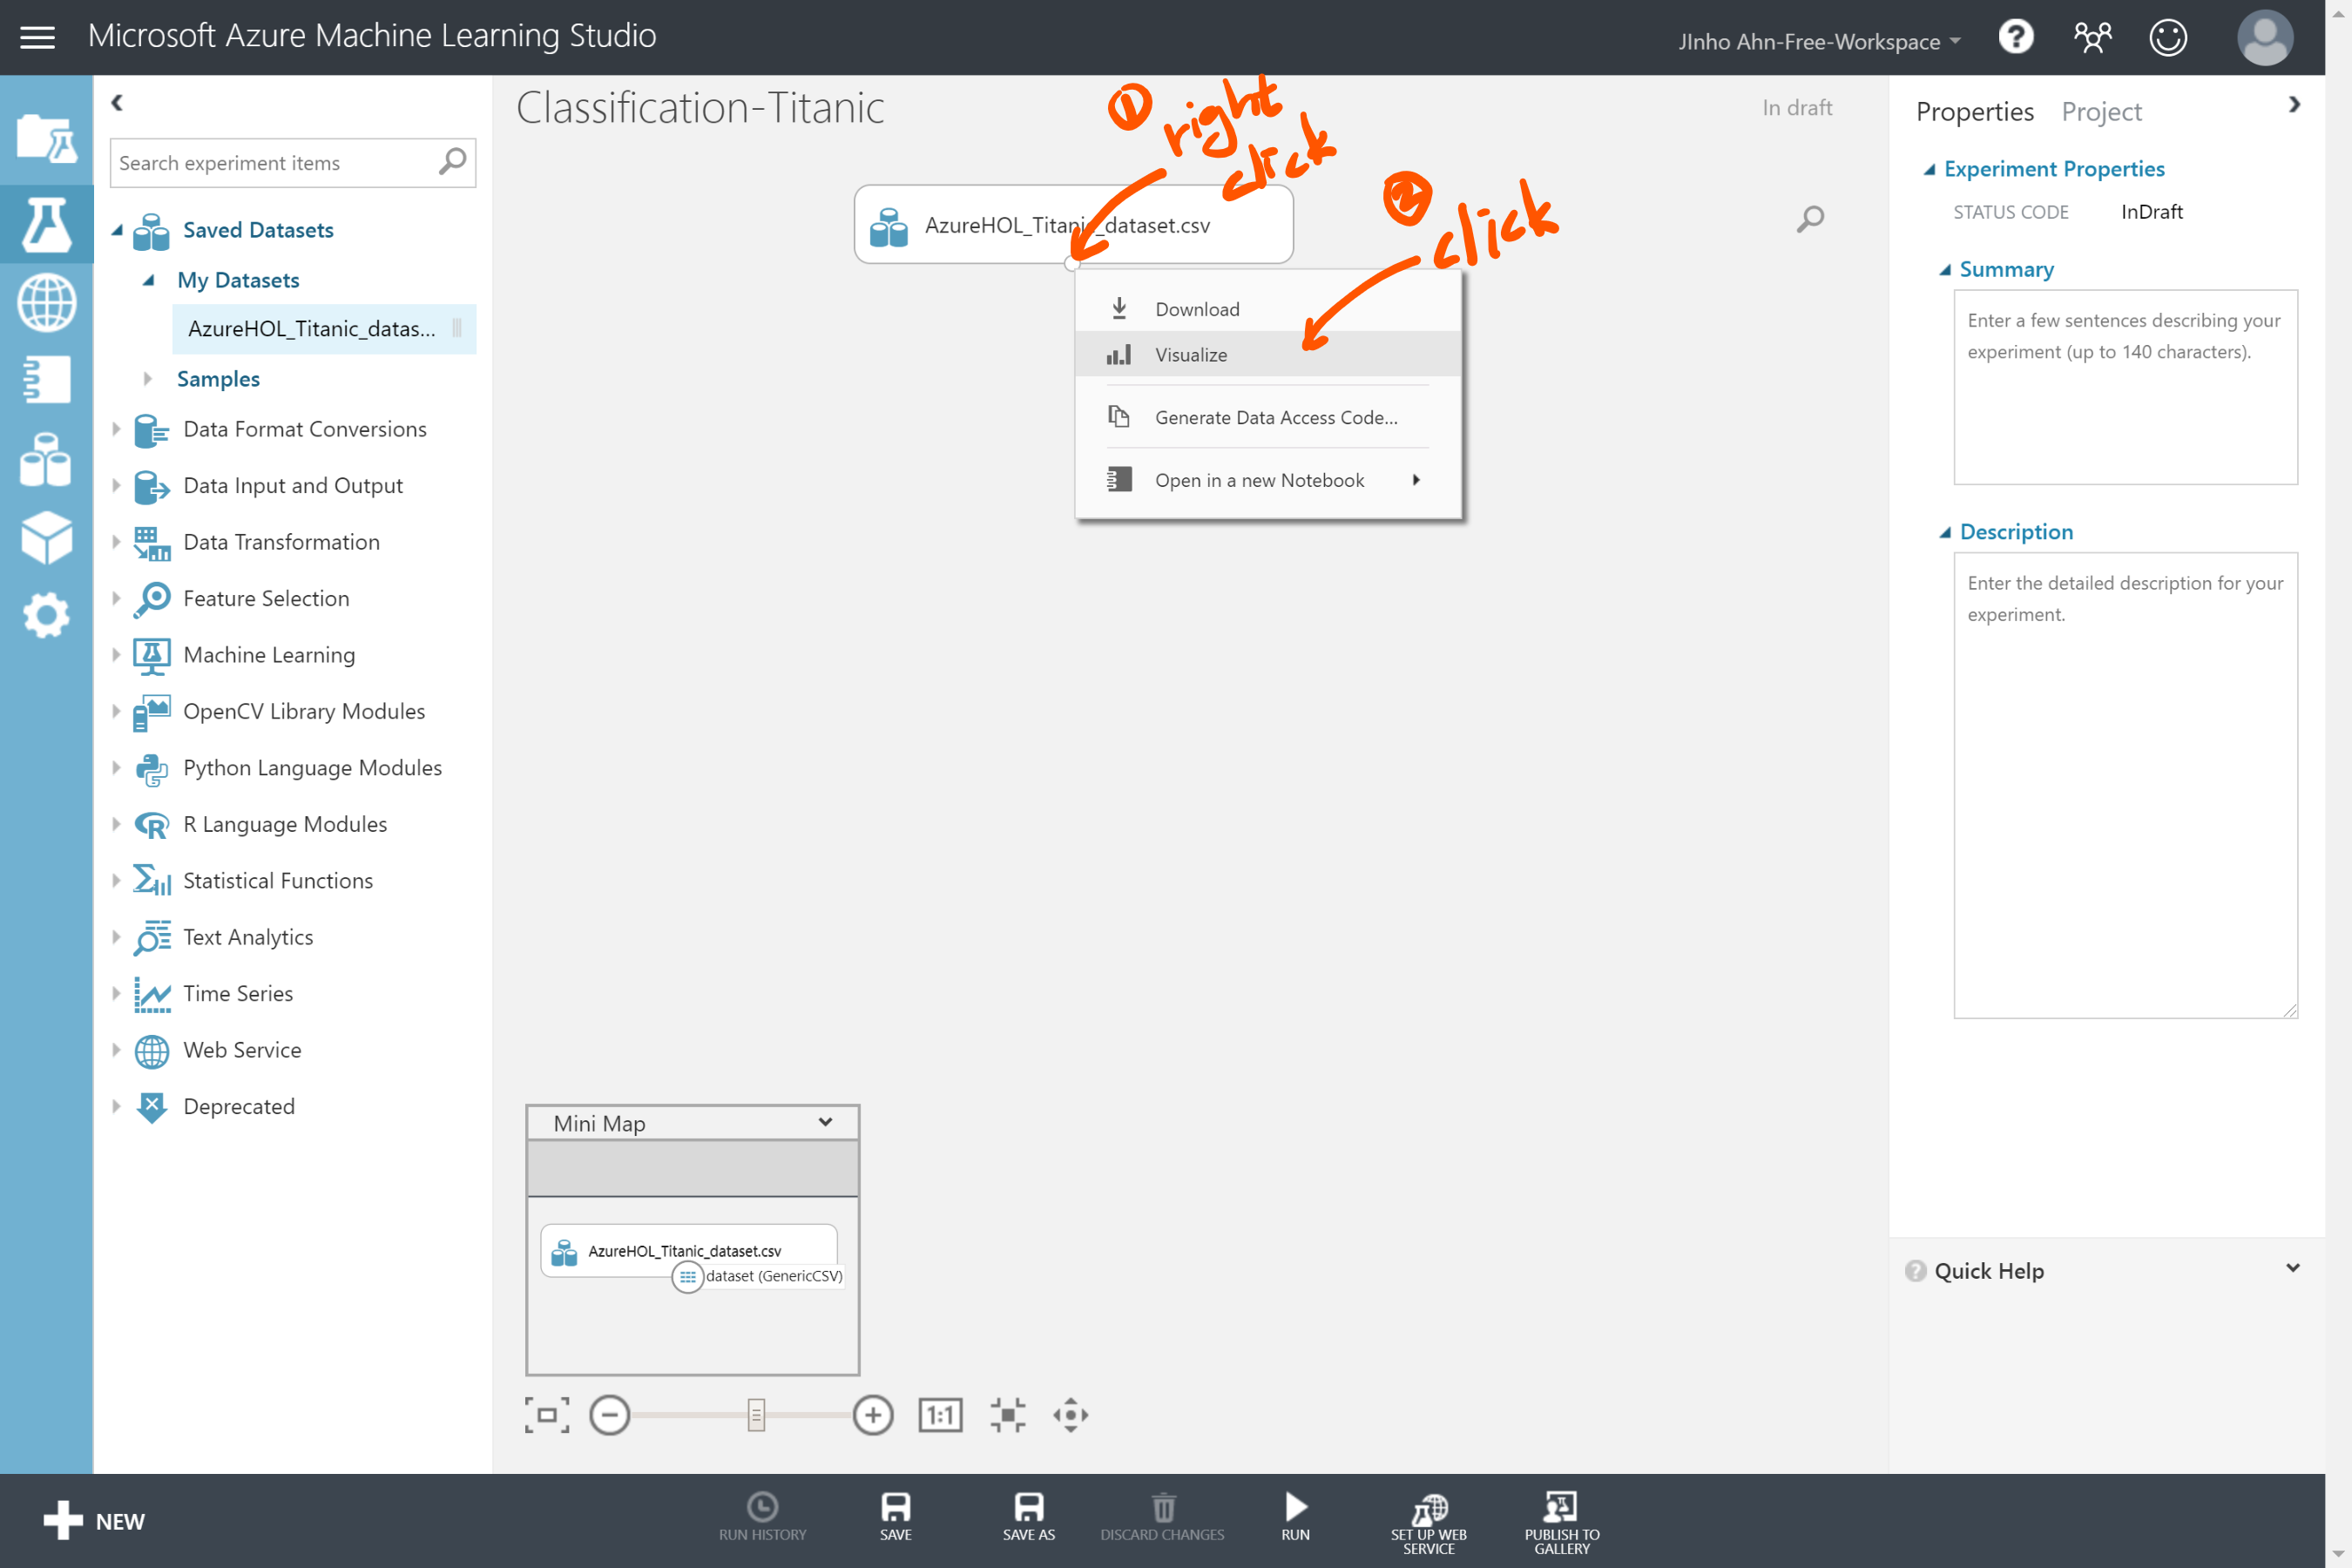 Microsoft Azure Machine Learning Studio
JInho Ahn-Free-Workspace
?
Search experiment items
Saved Datasets
My Datasets
AzureHOL_Titanic_datas...
Samples
Data Format Conversions
Data Input and Output
Data Transformation
Feature Selection
Machine Learning
OpenCV Library Modules
Python Language Modules
R Language Modules
Statistical Functions
Text Analytics
Time Series
Web Service
Deprecated
Classification-Titanic
In draft
① right
click
AzureHOL_Titanic_dataset.csv
② click
Download
Visualize
Generate Data Access Code...
Open in a new Notebook
Mini Map
AzureHOL_Titanic_dataset.csv
dataset (GenericCSV)
1:1
Properties
Project
Experiment Properties
STATUS CODE InDraft
Summary
Enter a few sentences describing your
experiment (up to 140 characters).
Description
Enter the detailed description for your
experiment.
? Quick Help
NEW
RUN HISTORY
SAVE
SAVE AS
DISCARD CHANGES
RUN
SET UP WEB
SERVICE
PUBLISH TO
GALLERY